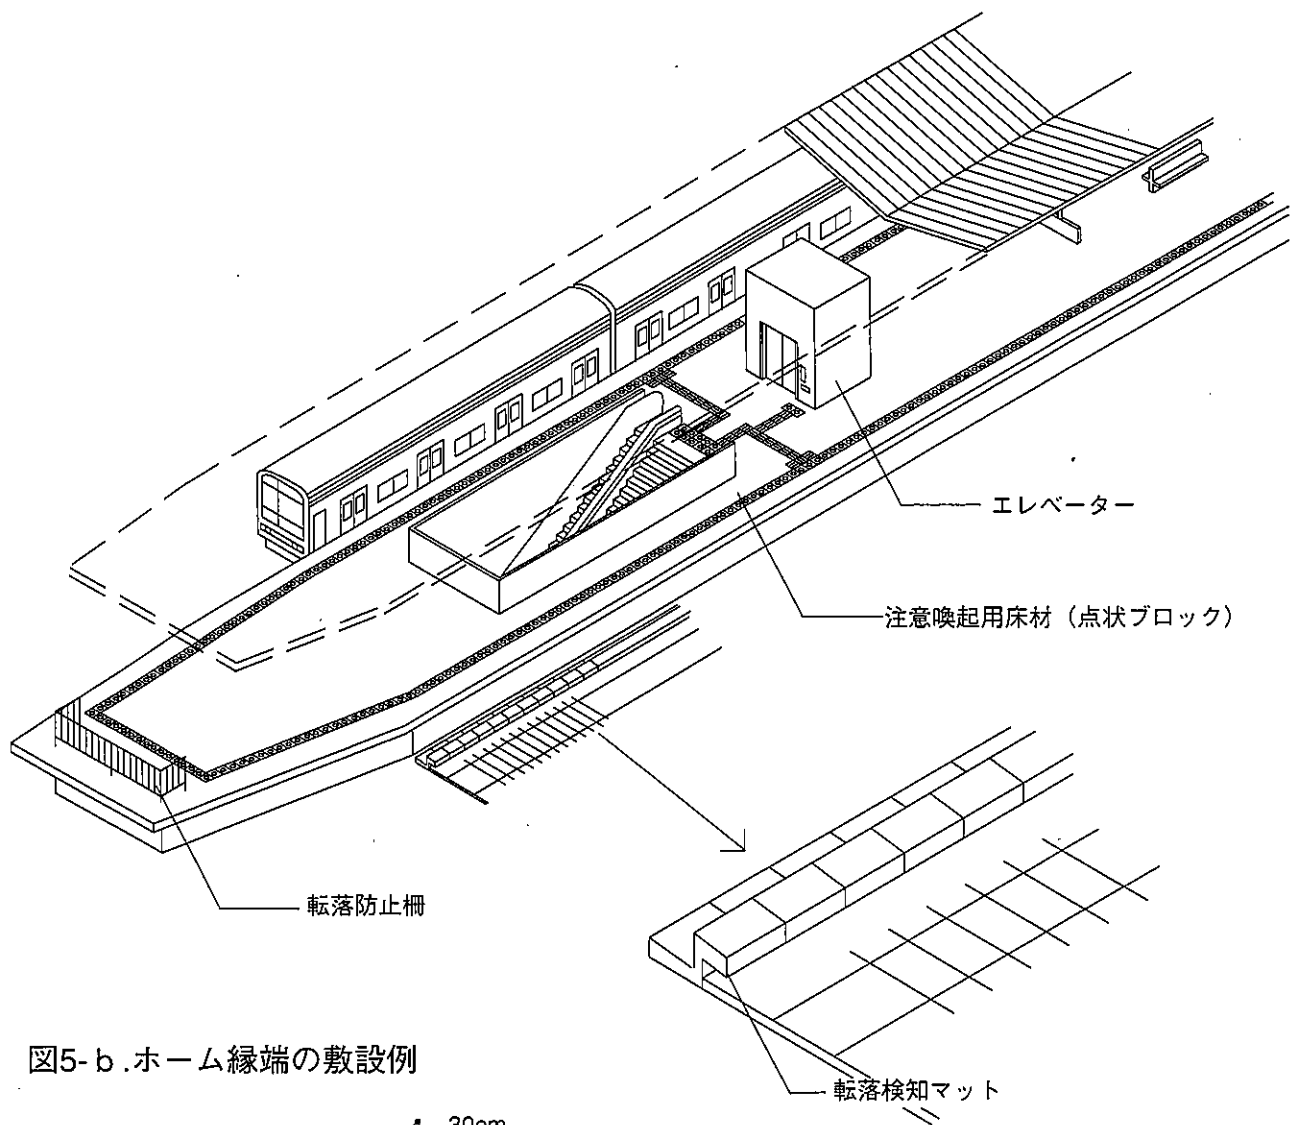 エレベーター
注意喚起用床材（点状ブロック）
転落防止柵
転落検知マット
図5-b.ホーム縁端の敷設例
30cm